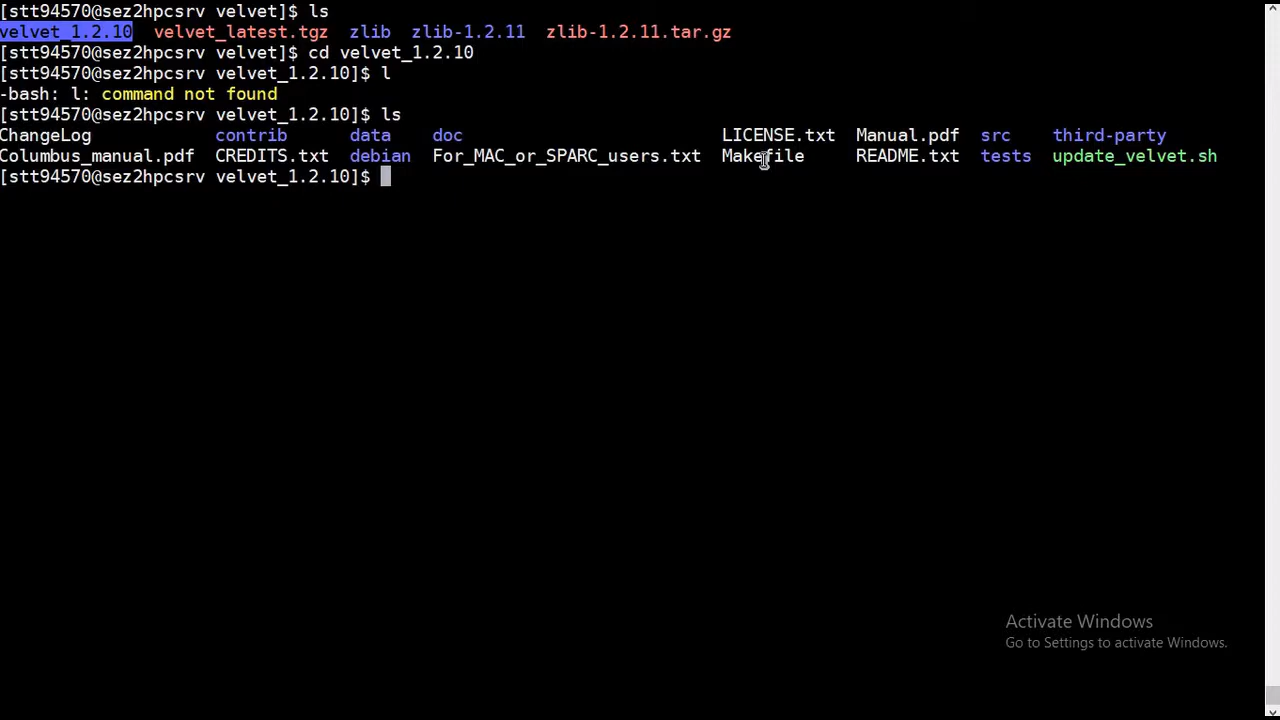 [stt94570@sez2hpcsrv velvet]$ ls
velvet_1.2.10  velvet_latest.tgz  zlib  zlib-1.2.11  zlib-1.2.11.tar.gz
[stt94570@sez2hpcsrv velvet]$ cd velvet_1.2.10
[stt94570@sez2hpcsrv velvet_1.2.10]$ l
-bash: l: command not found
[stt94570@sez2hpcsrv velvet_1.2.10]$ ls
ChangeLog            contrib      data    doc                        LICENSE.txt  Manual.pdf  src    third-party
Columbus_manual.pdf  CREDITS.txt  debian  For_MAC_or_SPARC_users.txt  Makefile     README.txt  tests  update_velvet.sh
[stt94570@sez2hpcsrv velvet_1.2.10]$
Activate Windows
Go to Settings to activate Windows.